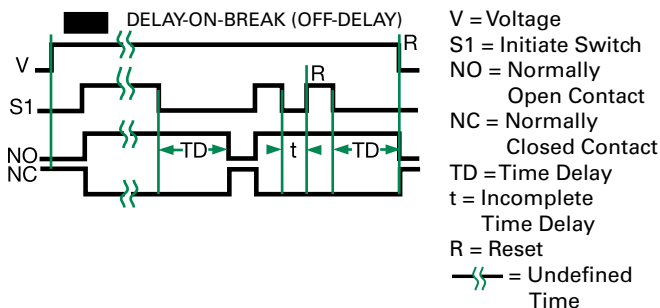 DELAY-ON-BREAK (OFF-DELAY)
R
V
S1
R
NO
NC
TD
t
TD
V = Voltage
S1 = Initiate Switch
NO = Normally
Open Contact
NC = Normally
Closed Contact
TD = Time Delay
t = Incomplete
Time Delay
R = Reset
= Undefined
Time